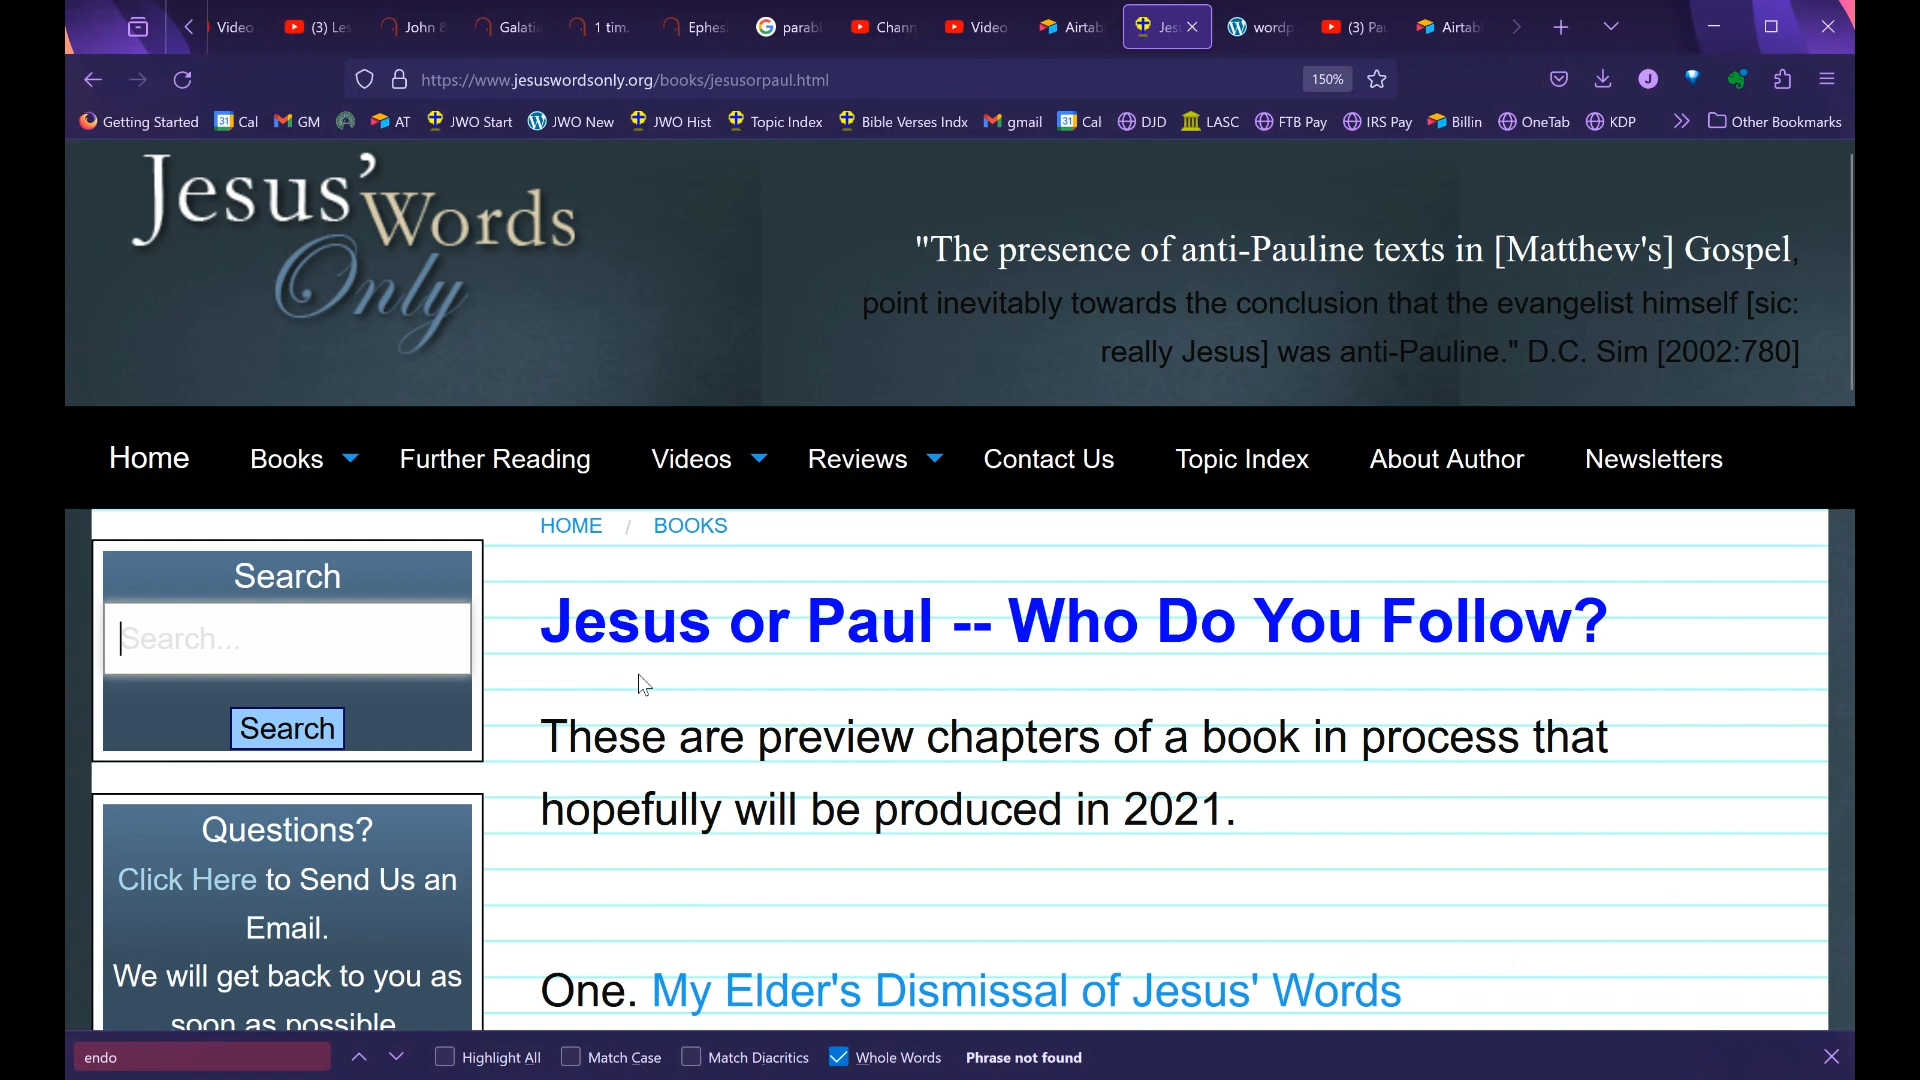 Video
(3) Les
John 8
Galati
1 tim.
Ephes
parabl
Chann
Video
Airtab
Jes
wordp
(3) Pau
Airtab
https://www.jesuswordsonly.org/books/jesusorpaul.html
150%
J
Getting Started
31 Cal
GM
AT
JWO Start
JWO New
JWO Hist
Topic Index
Bible Verses Indx
gmail
31 Cal
DJD
LASC
FTB Pay
IRS Pay
Billin
OneTab
KDP
Other Bookmarks
Jesus'
Words
Only
"The presence of anti-Pauline texts in [Matthew's] Gospel,
point inevitably towards the conclusion that the evangelist himself [sic:
really Jesus] was anti-Pauline." D.C. Sim [2002:780]
Home
Books
Further Reading
Videos
Reviews
Contact Us
Topic Index
About Author
Newsletters
HOME / BOOKS
Search
Search...
Search
Questions?
Click Here to Send Us an
Email.
We will get back to you as
soon as possible
Jesus or Paul -- Who Do You Follow?
These are preview chapters of a book in process that
hopefully will be produced in 2021.
One. My Elder's Dismissal of Jesus' Words
endo
Highlight All
Match Case
Match Diacritics
Whole Words
Phrase not found